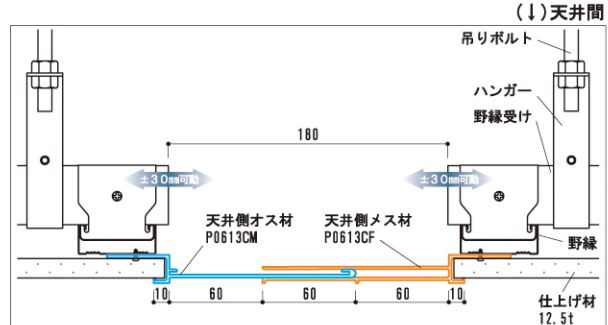 (↓)天井間
吊りボルト
ハンガー
野縁受け
180
±30mm可動
±30mm可動
天井側オス材
P0613CM
天井側メス材
P0613CF
野縁
10
60
60
60
10
仕上げ材
12.5t